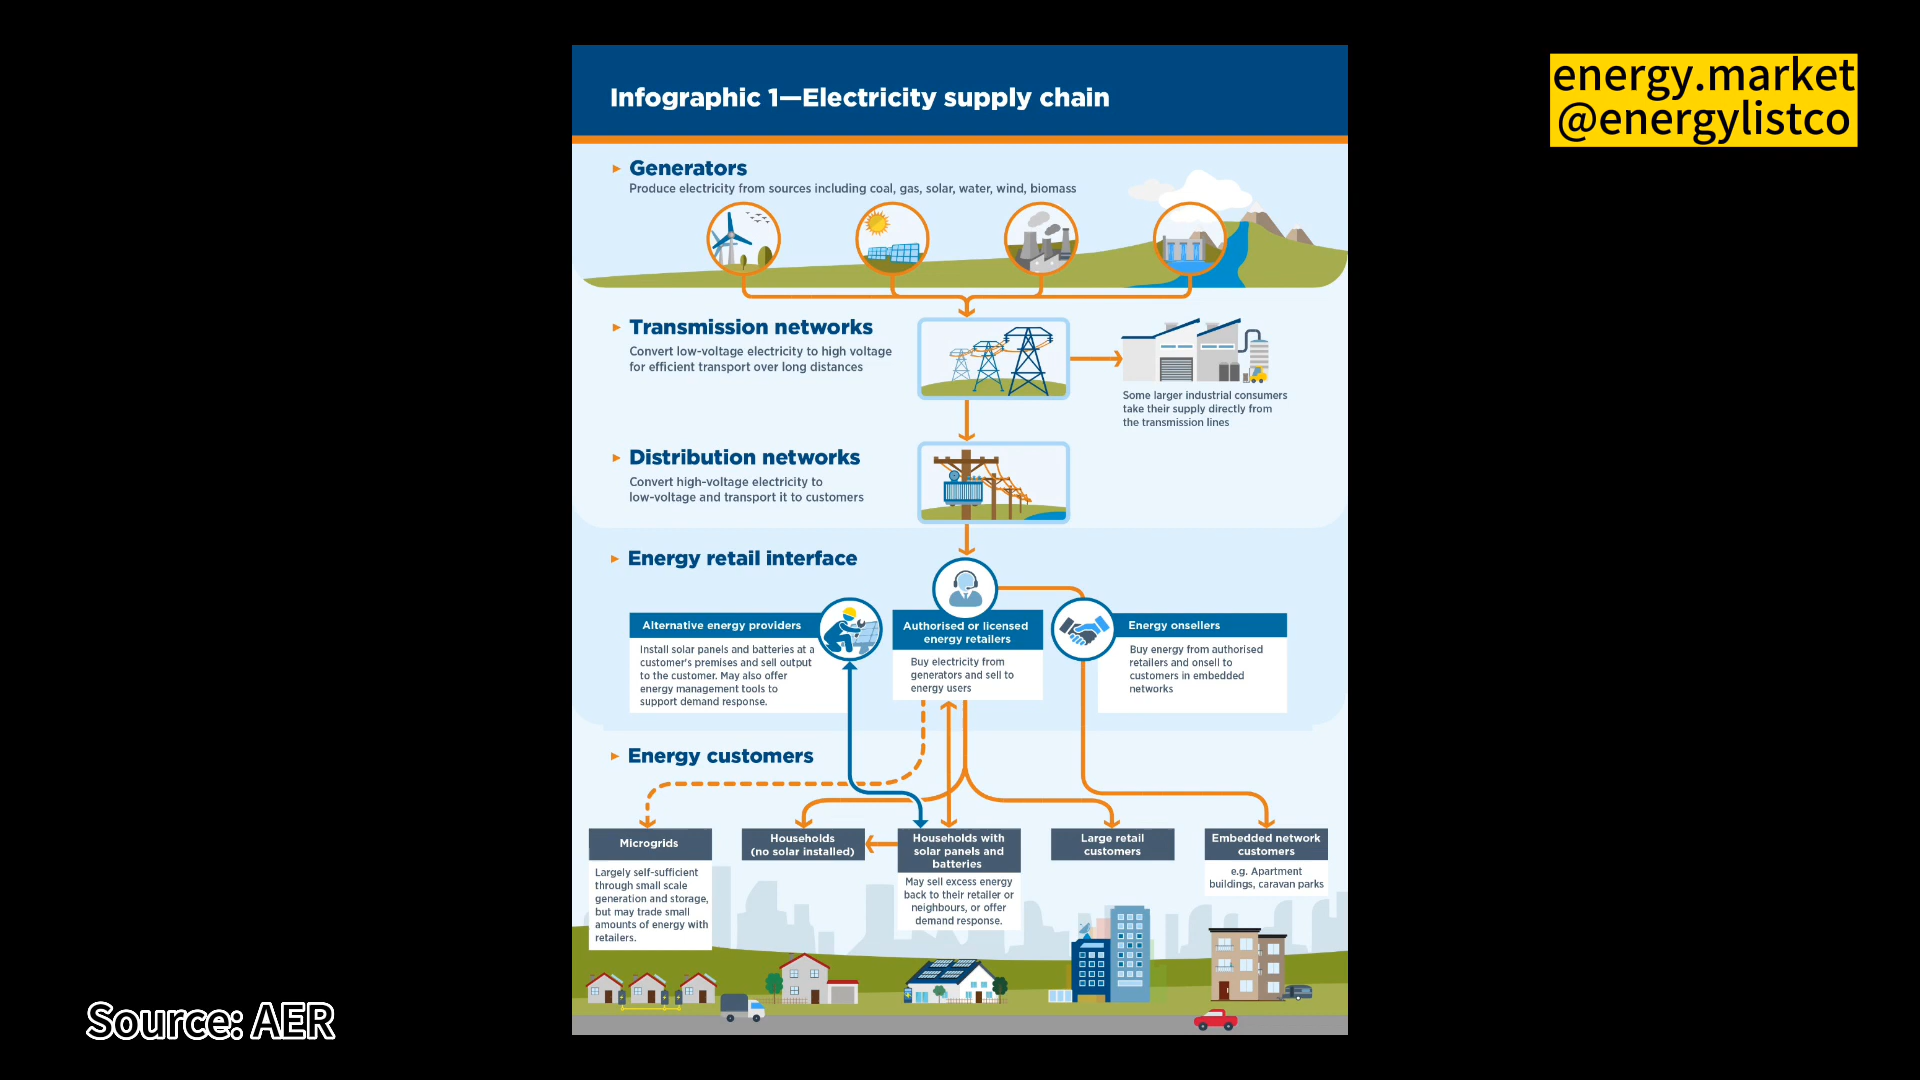 energy.market
@energylistco
Infographic 1—Electricity supply chain
Generators
Produce electricity from sources including coal, gas, solar, water, wind, biomass
Transmission networks
Convert low-voltage electricity to high voltage
for efficient transport over long distances
Some larger industrial consumers
take their supply directly from
the transmission lines
Distribution networks
Convert high-voltage electricity to
low-voltage and transport it to customers
Energy retail interface
Alternative energy providers
Install solar panels and batteries at a
customer's premises and sell output
to the customer. May also offer
energy management tools to
support demand response.
Authorised or licensed
energy retailers
Buy electricity from
generators and sell to
energy users
Energy onsellers
Buy energy from authorised
retailers and onsell to
customers in embedded
networks
Energy customers
Microgrids
Largely self-sufficient
through small scale
generation and storage,
but may trade small
amounts of energy with
retailers.
Households
(no solar installed)
Households with
solar panels and
batteries
May sell excess energy
back to their retailer or
neighbours, or offer
demand response.
Large retail
customers
Embedded network
customers
e.g. Apartment
buildings, caravan parks
Source: AER